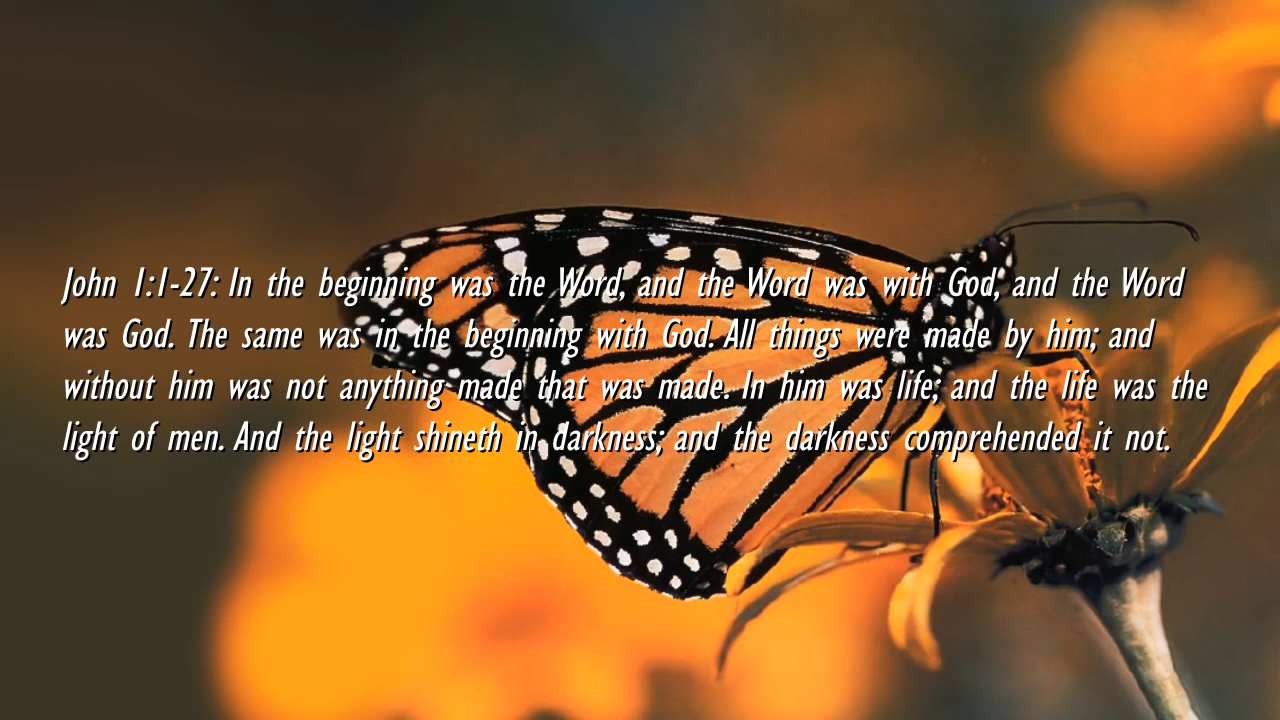 John 1:1-27: In the beginning was the Word, and the Word was with God, and the Word
was God. The same was in the beginning with God. All things were made by him; and
without him was not anything made that was made. In him was life; and the life was the
light of men. And the light shineth in darkness; and the darkness comprehended it not.